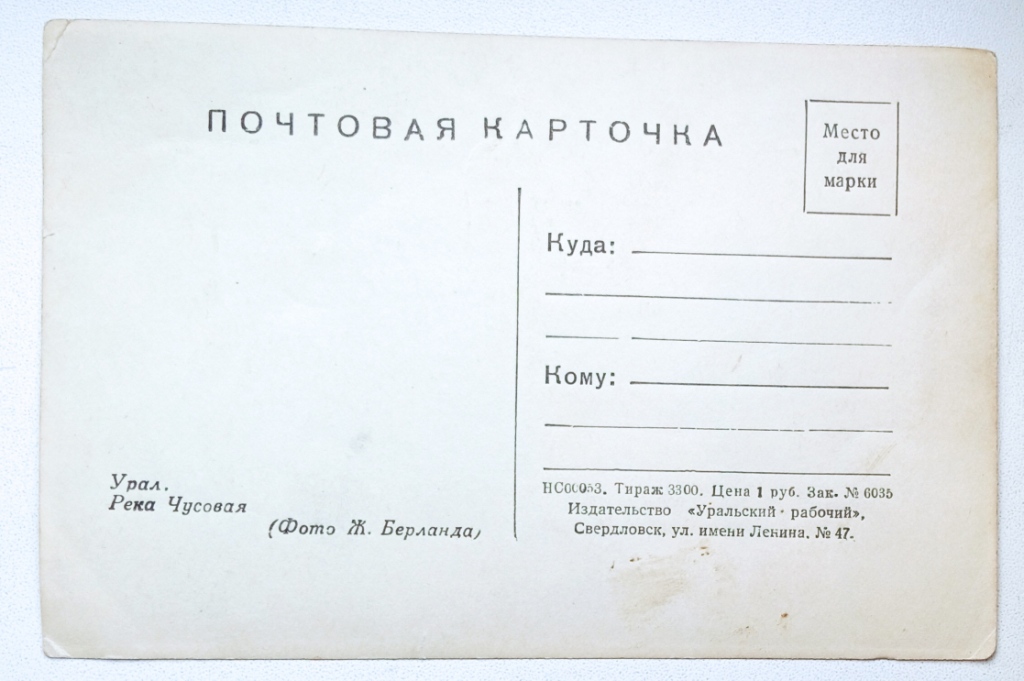 ПОЧТОВАЯ КАРТОЧКА
Место
для
марки
Куда:
Кому:
Урал.
Река Чусовая
(Фото Ж. Берланда)
НС00053. Тираж 3300. Цена 1 руб. Зак. № 6035
Издательство «Уральский рабочий»,
Свердловск, ул. имени Ленина. № 47.